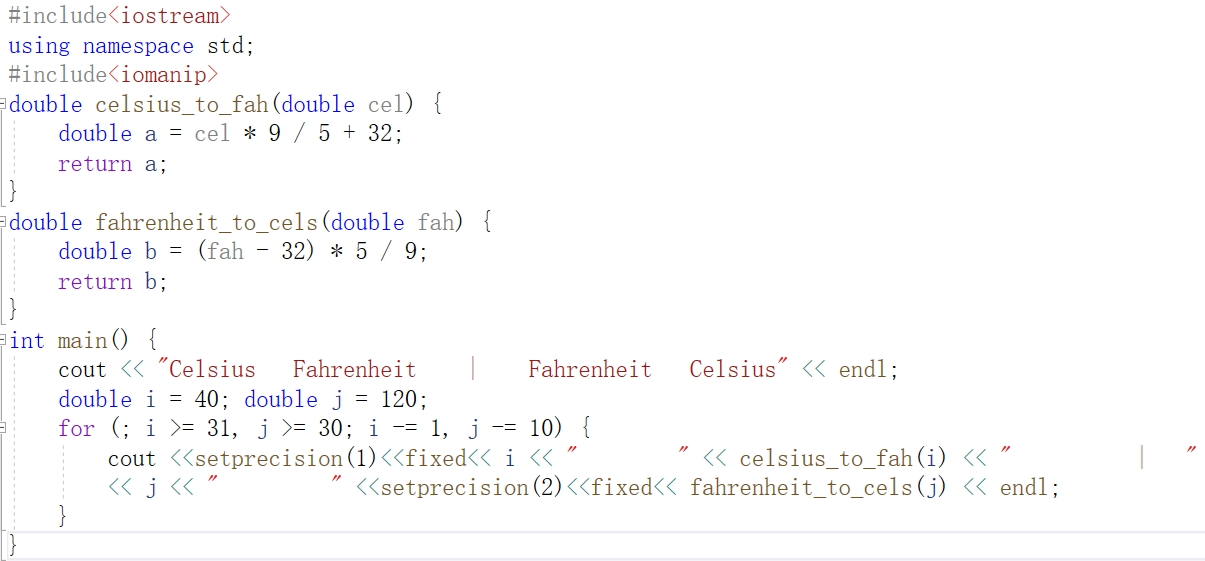 #include<iostream>
using namespace std;
#include<iomanip>
double celsius_to_fah(double cel) {
    double a = cel * 9 / 5 + 32;
    return a;
}
double fahrenheit_to_cels(double fah) {
    double b = (fah - 32) * 5 / 9;
    return b;
}
int main() {
    cout << "Celsius   Fahrenheit    |    Fahrenheit   Celsius" << endl;
    double i = 40; double j = 120;
    for (; i >= 31, j >= 30; i -= 1, j -= 10) {
        cout <<setprecision(1)<<fixed<< i << "        " << celsius_to_fah(i) << "          |   "
        << j << "         " <<setprecision(2)<<fixed<< fahrenheit_to_cels(j) << endl;
    }
}